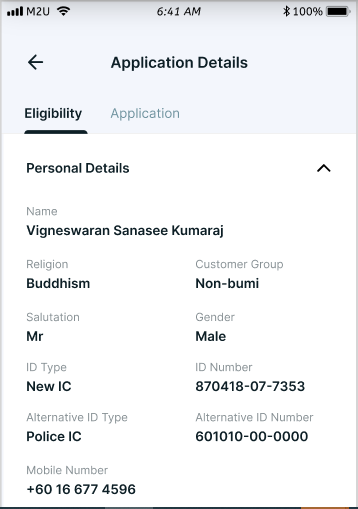 M2U 6:41 AM 100%
Application Details
Eligibility Application
Personal Details
Name
Vigneswaran Sanasee Kumaraj
Religion Customer Group
Buddhism Non-bumi
Salutation Gender
Mr Male
ID Type ID Number
New IC 870418-07-7353
Alternative ID Type Alternative ID Number
Police IC 601010-00-0000
Mobile Number
+60 16 677 4596